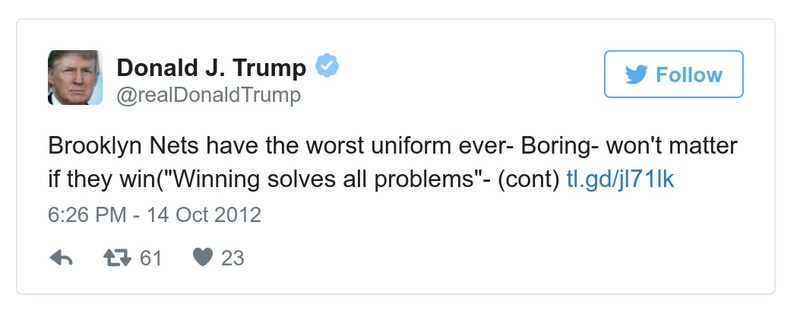 Donald J. Trump
@realDonaldTrump
Follow
Brooklyn Nets have the worst uniform ever- Boring- won't matter
if they win("Winning solves all problems"- (cont) tl.gd/jl71lk
6:26 PM - 14 Oct 2012
61 23